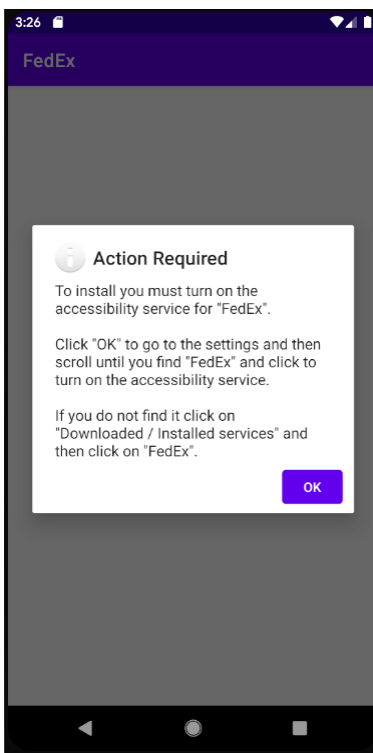 3:26
FedEx
Action Required
To install you must turn on the
accessibility service for "FedEx".
Click "OK" to go to the settings and then
scroll until you find "FedEx" and click to
turn on the accessibility service.
If you do not find it click on
"Downloaded / Installed services" and
then click on "FedEx".
OK